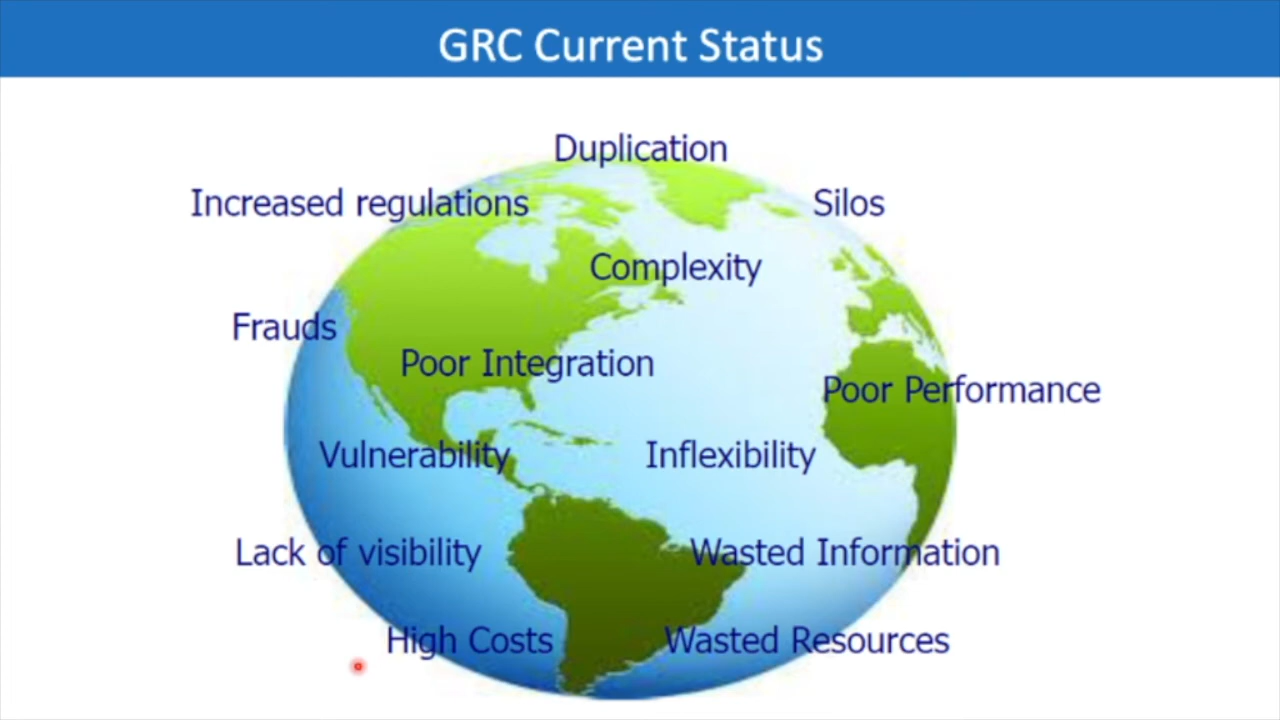 GRC Current Status
Duplication
Increased regulations
Silos
Complexity
Frauds
Poor Integration
Poor Performance
Vulnerability
Inflexibility
Lack of visibility
Wasted Information
High Costs
Wasted Resources